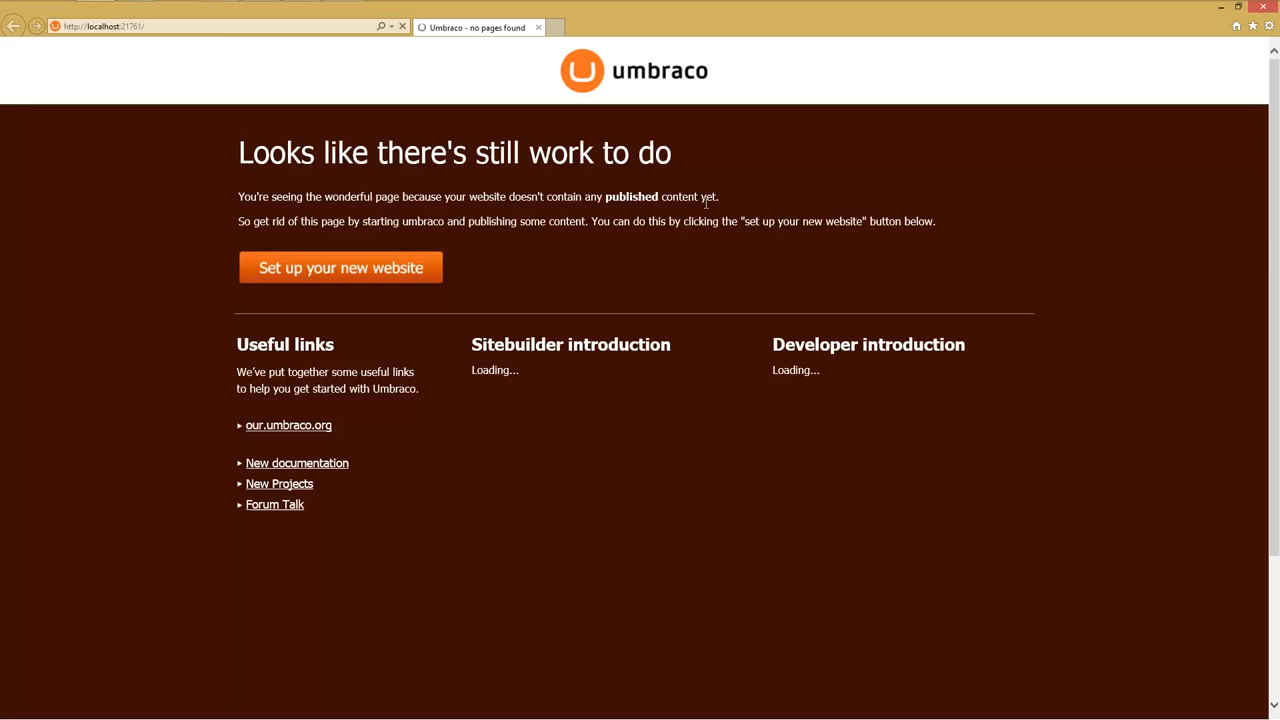 http://localhost:21761/
Umbraco - no pages found
umbraco
Looks like there's still work to do
You're seeing the wonderful page because your website doesn't contain any published content yet.
So get rid of this page by starting umbraco and publishing some content. You can do this by clicking the "set up your new website" button below.
Set up your new website
Useful links
We've put together some useful links
to help you get started with Umbraco.
our.umbraco.org
New documentation
New Projects
Forum Talk
Sitebuilder introduction
Loading...
Developer introduction
Loading...